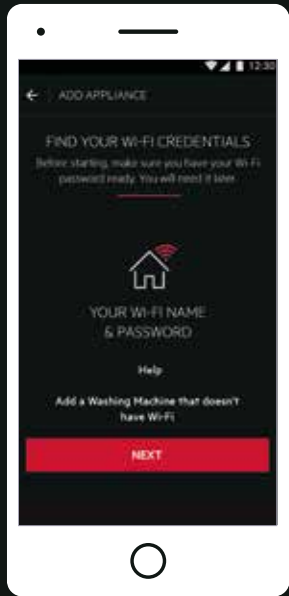 12:30
ADD APPLIANCE
FIND YOUR WI-FI CREDENTIALS
Before starting, make sure you have your Wi-Fi
password ready. You will need it later.
YOUR WI-FI NAME
& PASSWORD
Help
Add a Washing Machine that doesn't
have Wi-Fi
NEXT